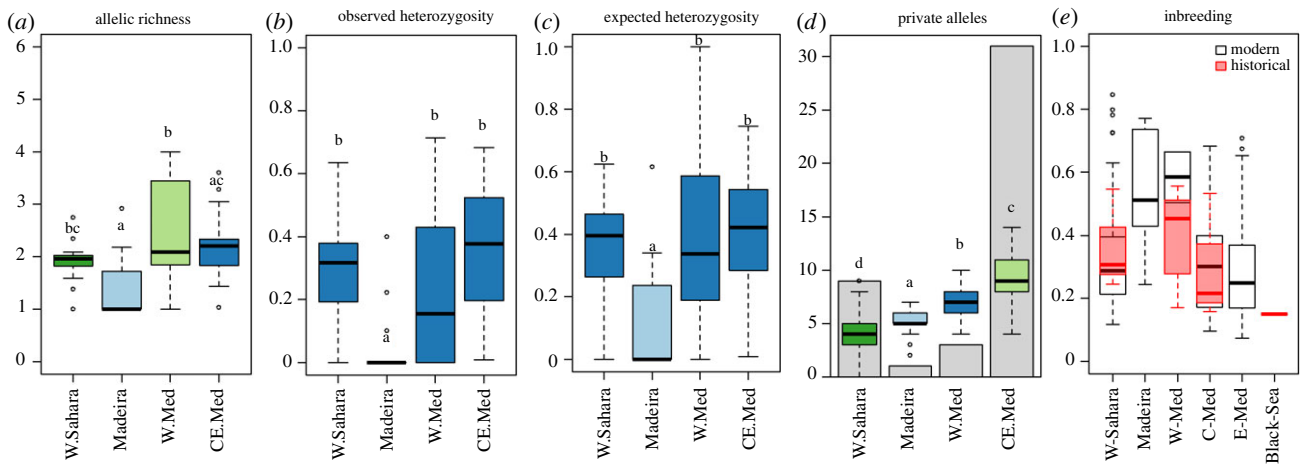 (a) allelic richness
6
5
4
3
2
1
0
bc
a
b
ac
W.Sahara
Madeira
W.Med
CE.Med
(b) observed heterozygosity
1.0
0.8
0.6
0.4
0.2
0
b
a
b
b
W.Sahara
Madeira
W.Med
CE.Med
(c) expected heterozygosity
1.0
0.8
0.6
0.4
0.2
0
b
a
b
b
W.Sahara
Madeira
W.Med
CE.Med
(d) private alleles
30
25
20
15
10
5
0
d
a
b
c
W.Sahara
Madeira
W.Med
CE.Med
(e) inbreeding
1.0
0.8
0.6
0.4
0.2
0
modern
historical
W-Sahara
Madeira
W-Med
C-Med
E-Med
Black-Sea